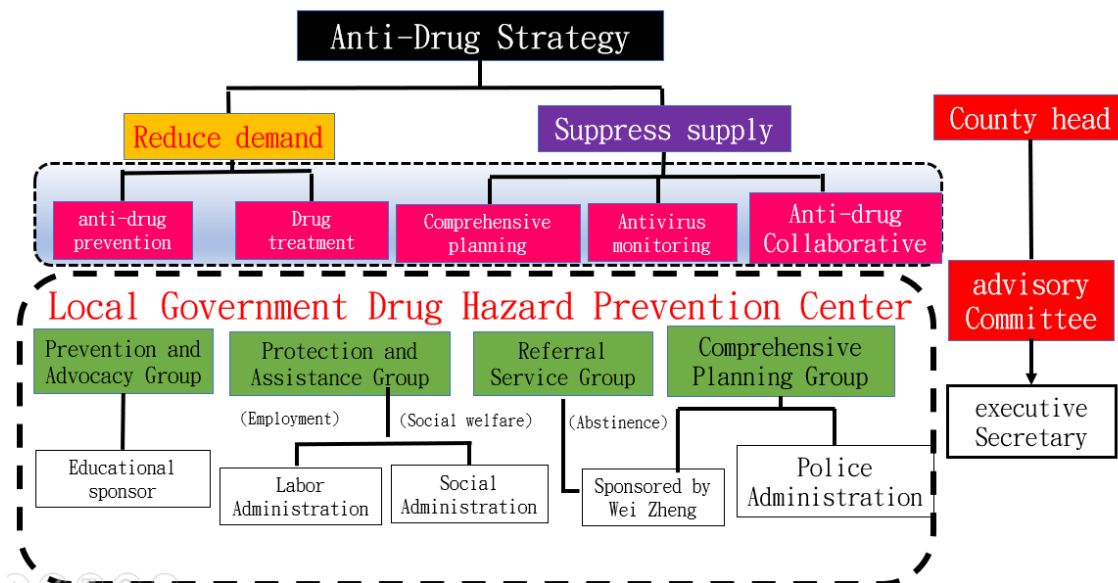 Anti-Drug Strategy
Reduce demand
Suppress supply
County head
anti-drug
prevention
Drug
treatment
Comprehensive
planning
Antivirus
monitoring
Anti-drug
Collaborative
advisory
Committee
executive
Secretary
Local Government Drug Hazard Prevention Center
Prevention and
Advocacy Group
Protection and
Assistance Group
Referral
Service Group
Comprehensive
Planning Group
(Employment)
(Social welfare)
(Abstinence)
Educational
sponsor
Labor
Administration
Social
Administration
Sponsored by
Wei Zheng
Police
Administration